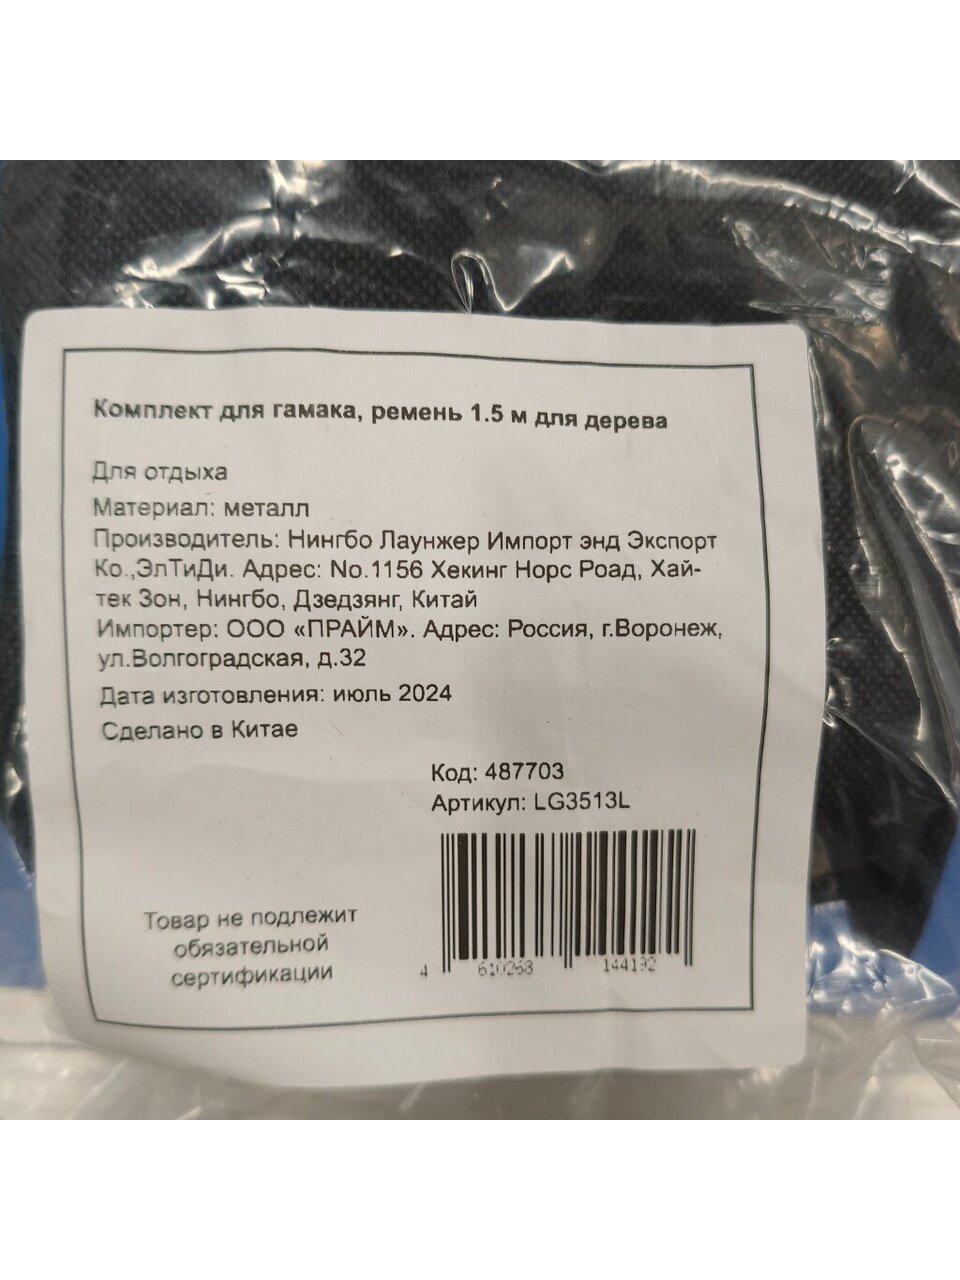 Комплект для гамака, ремень 1.5 м для дерева
Для отдыха
Материал: металл
Производитель: Нингбо Лаунжер Импорт энд Экспорт
Ко.,ЭлТиДи. Адрес: No.1156 Хекинг Норс Роад, Хай-
тек Зон, Нингбо, Дзедзянг, Китай
Импортер: ООО «ПРАЙМ». Адрес: Россия, г.Воронеж,
ул.Волгоградская, д.32
Дата изготовления: июль 2024
Сделано в Китае
Код: 487703
Артикул: LG3513L
Товар не подлежит
обязательной
сертификации
4 610268 144192